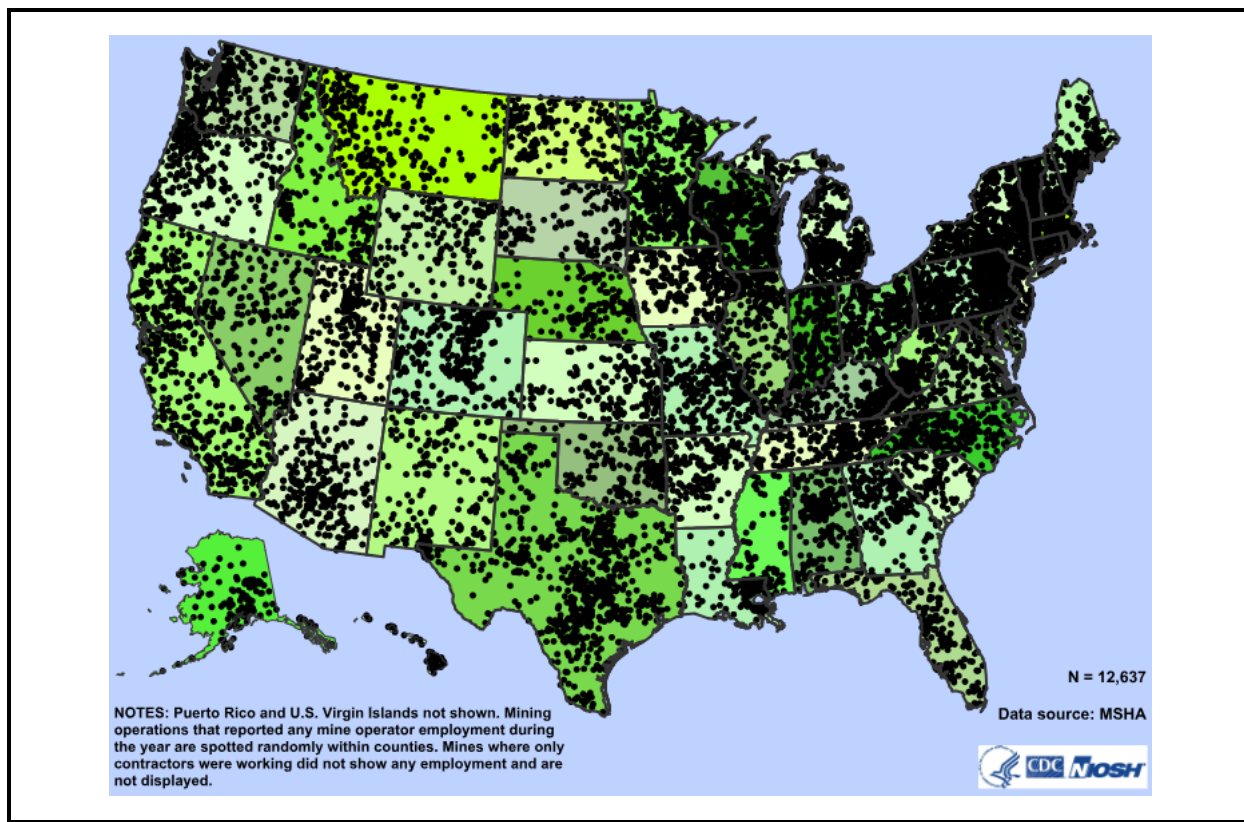 N = 12,637
NOTES: Puerto Rico and U.S. Virgin Islands not shown. Mining
operations that reported any mine operator employment during
the year are spotted randomly within counties. Mines where only
contractors were working did not show any employment and are
not displayed.
Data source: MSHA
CDC NIOSH